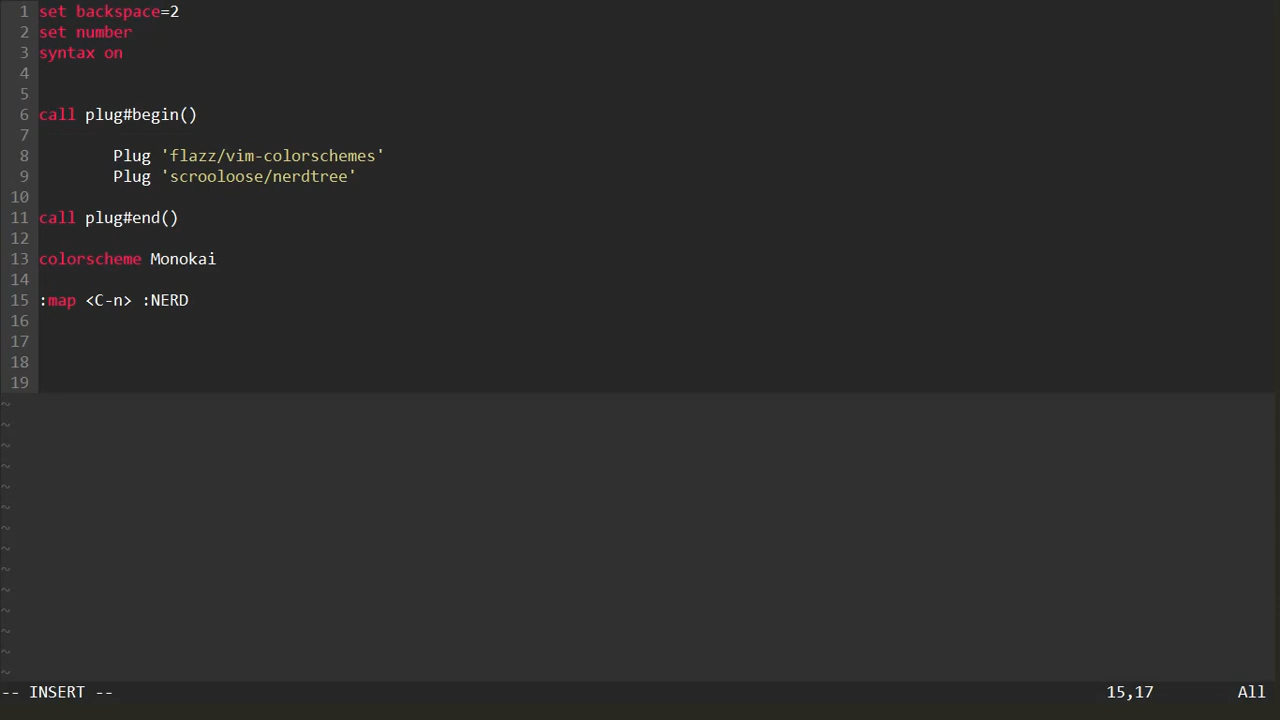 1 set backspace=2
2 set number
3 syntax on
4
5
6 call plug#begin()
7
8 Plug 'flazz/vim-colorschemes'
9 Plug 'scrooloose/nerdtree'
10
11 call plug#end()
12
13 colorscheme Monokai
14
15 :map <C-n> :NERD
16
17
18
19
~
~
~
~
~
~
~
~
~
~
~
~
~
~
-- INSERT -- 15,17 All